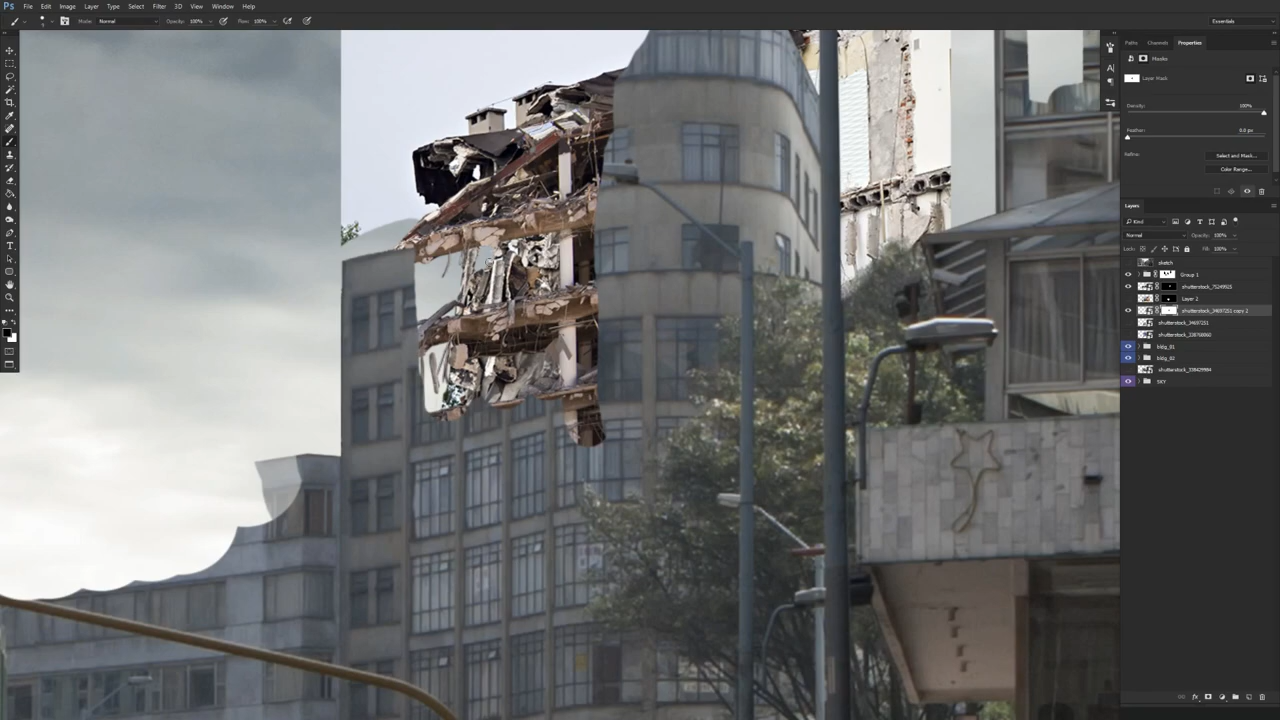 Ps File Edit Image Layer Type Select Filter 3D View Window Help
Mode: Normal Opacity: 100% Flow: 100% Essentials
Paths Channels Properties
Masks
Layer Mask
Density: 100%
Feather: 0.0 px
Refine: Select and Mask...
Color Range...
Layers
Kind
Normal Opacity: 100%
Lock: Fill: 100%
sketch
Group 1
shutterstock_75249925
Layer 2
shutterstock_34697251 copy 2
shutterstock_34697251
shutterstock_338768860
bldg_01
bldg_02
shutterstock_338429984
SKY